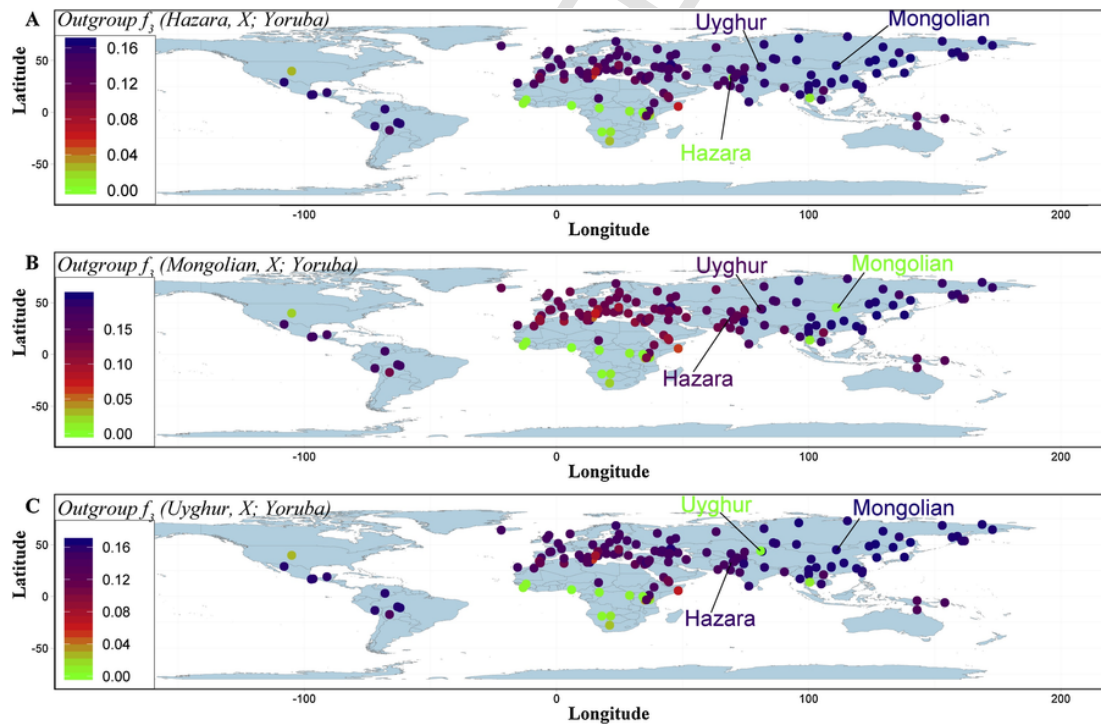 A Outgroup f3 (Hazara, X; Yoruba)
Uyghur Mongolian
0.16
0.12
0.08
0.04
0.00
Latitude
50
0
-50
Hazara
-100 0 100 200
Longitude
B Outgroup f3 (Mongolian, X; Yoruba)
Uyghur Mongolian
0.15
0.10
0.05
0.00
Latitude
50
0
-50
Hazara
-100 0 100 200
Longitude
C Outgroup f3 (Uyghur, X; Yoruba)
Uyghur Mongolian
0.16
0.12
0.08
0.04
0.00
Latitude
50
0
-50
Hazara
-100 0 100 200
Longitude